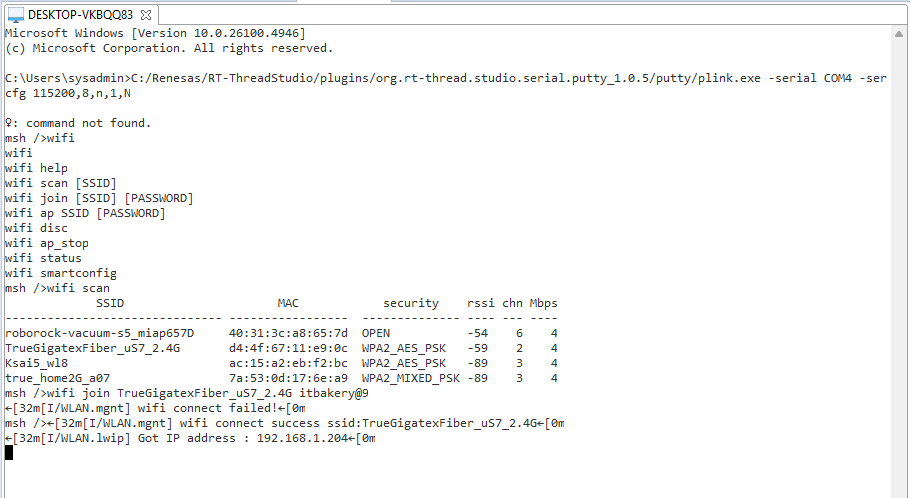 DESKTOP-VKBQQ83
Microsoft Windows [Version 10.0.26100.4946]
(c) Microsoft Corporation. All rights reserved.
C:\Users\sysadmin>C:/Renesas/RT-ThreadStudio/plugins/org.rt-thread.studio.serial.putty_1.0.5/putty/plink.exe -serial COM4 -ser
cfg 115200,8,n,1,N
♀: command not found.
msh />wifi
wifi
wifi help
wifi scan [SSID]
wifi join [SSID] [PASSWORD]
wifi ap SSID [PASSWORD]
wifi disc
wifi ap_stop
wifi status
wifi smartconfig
msh />wifi scan
             SSID                      MAC            security    rssi chn Mbps
------------------------------- -----------------  -------------- ---- --- ----
roborock-vacuum-s5_miap657D     40:31:3c:a8:65:7d  OPEN           -54    6    4
TrueGigatexFiber_uS7_2.4G       d4:4f:67:11:e9:0c  WPA2_AES_PSK   -59    2    4
Ksai5_wl8                       ac:15:a2:eb:f2:bc  WPA2_AES_PSK   -89    3    4
true_home2G_a07                 7a:53:0d:17:6e:a9  WPA2_MIXED_PSK -89    3    4
msh />wifi join TrueGigatexFiber_uS7_2.4G itbakery@9
←[32m[I/WLAN.mgnt] wifi connect failed!←[0m
msh />←[32m[I/WLAN.mgnt] wifi connect success ssid:TrueGigatexFiber_uS7_2.4G←[0m
←[32m[I/WLAN.lwip] Got IP address : 192.168.1.204←[0m